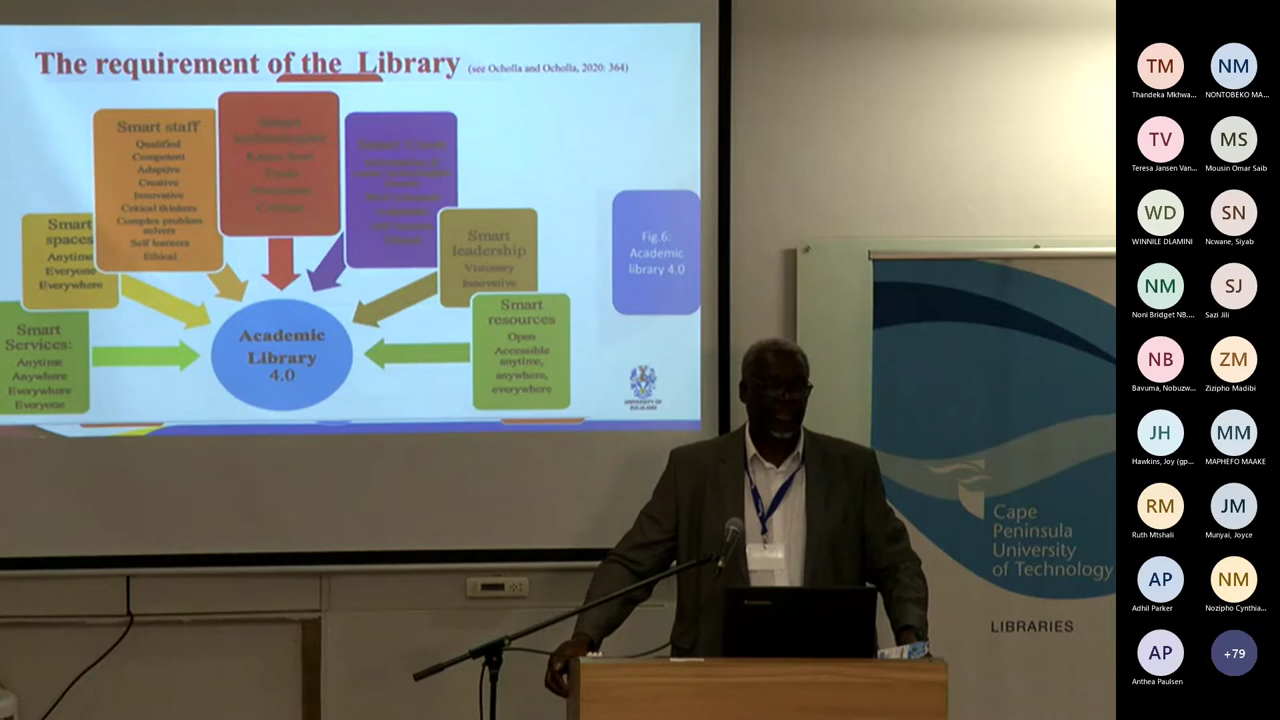 The requirement of the Library (see Ocholla and Ocholla, 2020: 364)
Smart staff
Qualified
Competent
Adaptive
Creative
Innovative
Critical thinkers
Complex problem
solvers
Self learners
Ethical
Smart
spaces
Anytime
Everyone
Everywhere
Smart
leadership
Visionary
Innovative
Smart
Services:
Anytime
Anywhere
Everywhere
Everyone
Smart
resources
Open
Accessible
anytime,
anywhere,
everywhere
Academic
Library
4.0
Fig.6:
Academic
library 4.0
UNIVERSITY OF
ZULULAND
Cape
Peninsula
University
of Technology
LIBRARIES
TM
Thandeka Mkhwa...
NM
NONTOBEKO MA...
TV
Teresa Jansen Van...
MS
Mousin Omar Saib
WD
WINNILE DLAMINI
SN
Ncwane, Siyab
NM
Noni Bridget NB....
SJ
Sazi Jili
NB
Bavuma, Nobuzw...
ZM
Zizipho Madibi
JH
Hawkins, Joy (gp...
MM
MAPHEFO MAAKE
RM
Ruth Mtshali
JM
Munyai, Joyce
AP
Adhil Parker
NM
Nozipho Cynthia...
AP
Anthea Paulsen
+79